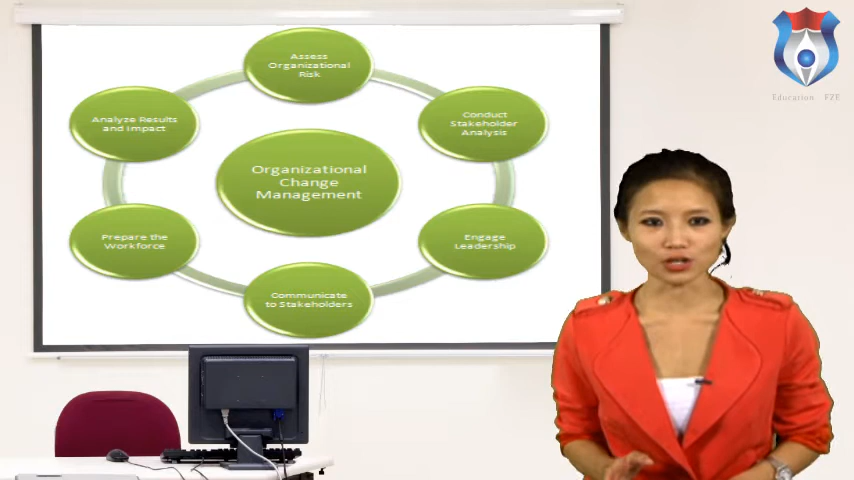 Assess
Organizational
Risk
Conduct
Stakeholder
Analysis
Engage
Leadership
Communicate
to Stakeholders
Prepare the
Workforce
Analyze Results
and Impact
Organizational
Change
Management
Education FZE